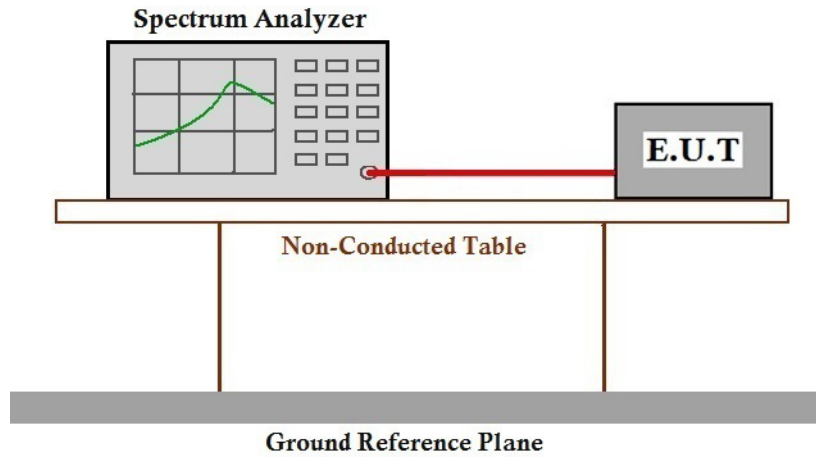 Spectrum Analyzer
E.U.T
Non-Conducted Table
Ground Reference Plane